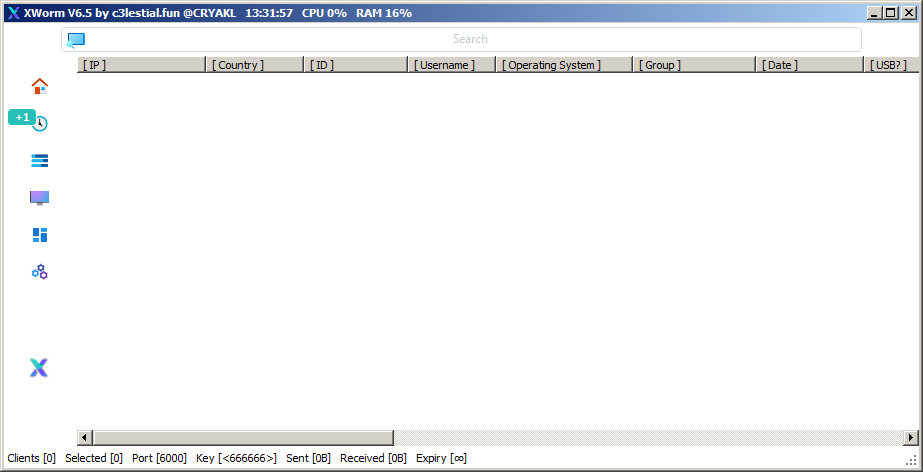 XWorm V6.5 by c3lestial.fun @CRYAKL 13:31:57 CPU 0% RAM 16%
Search
[ IP ] [ Country ] [ ID ] [ Username ] [ Operating System ] [ Group ] [ Date ] [ USB? ]
+1
Clients [0] Selected [0] Port [6000] Key [<666666>] Sent [0B] Received [0B] Expiry [∞]